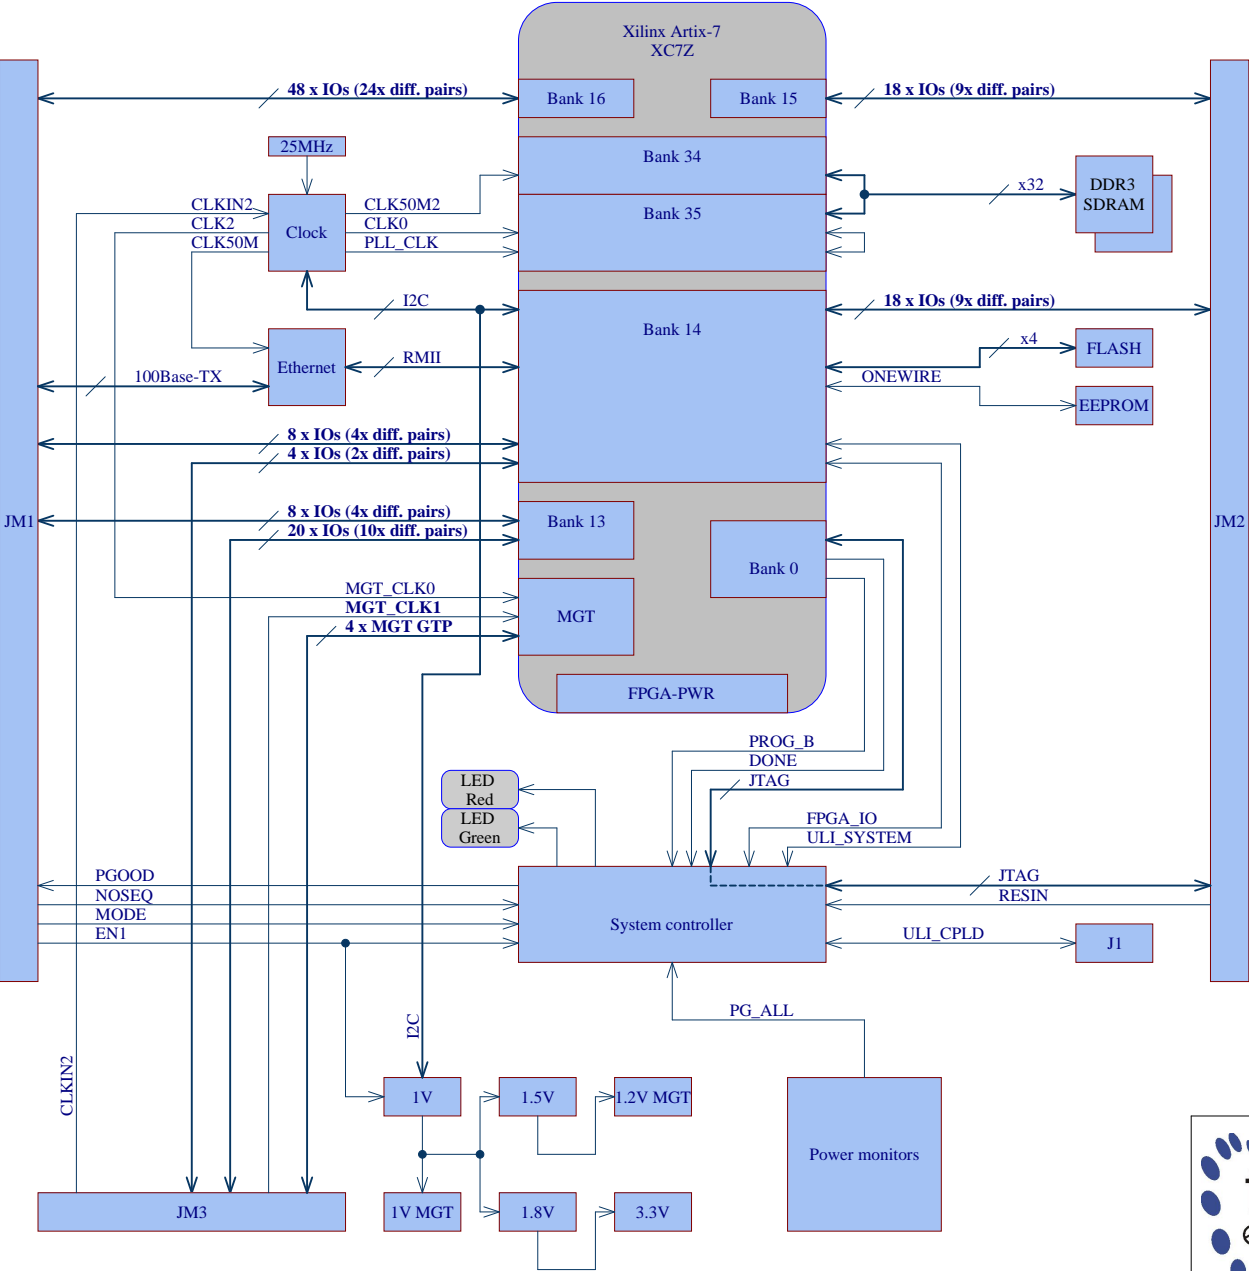 Xilinx Artix-7
XC7Z
48 x IOs (24x diff. pairs)
Bank 16
Bank 15
18 x IOs (9x diff. pairs)
25MHz
Bank 34
CLKIN2
CLK50M2
x32
DDR3
SDRAM
CLK2
Clock
CLK0
Bank 35
CLK50M
PLL_CLK
I2C
18 x IOs (9x diff. pairs)
Bank 14
x4
FLASH
Ethernet
RMII
100Base-TX
ONEWIRE
EEPROM
8 x IOs (4x diff. pairs)
4 x IOs (2x diff. pairs)
JM1
8 x IOs (4x diff. pairs)
Bank 13
JM2
20 x IOs (10x diff. pairs)
Bank 0
MGT_CLK0
MGT_CLK1
MGT
4 x MGT GTP
FPGA-PWR
PROG_B
DONE
JTAG
LED
Red
LED
Green
FPGA_IO
ULI_SYSTEM
PGOOD
JTAG
NOSEQ
RESIN
MODE
System controller
EN1
ULI_CPLD
J1
PG_ALL
I2C
CLKIN2
1V
1.5V
1.2V MGT
Power monitors
JM3
1V MGT
1.8V
3.3V